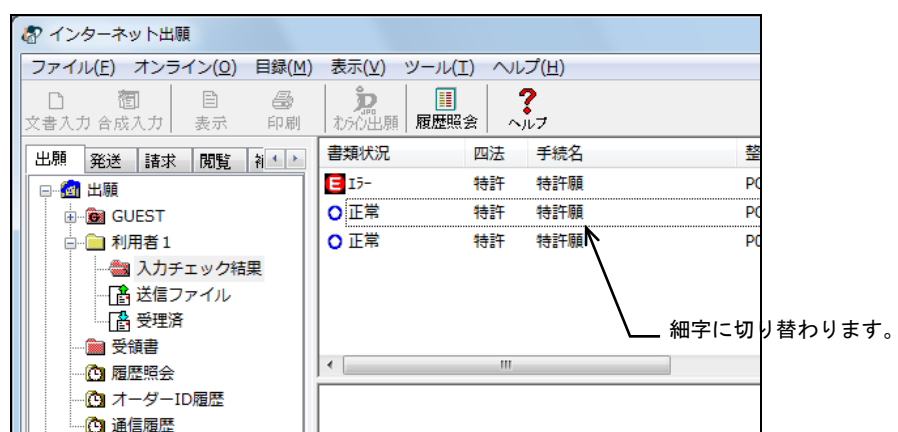 インターネット出願
ファイル(F) オンライン(O) 目録(M) 表示(V) ツール(T) ヘルプ(H)
文書入力 合成入力 表示 印刷 オンライン出願 履歴照会 ヘルプ
出願 発送 請求 閲覧
書類状況 四法 手続名 整
エラー 特許 特許願 PO
正常 特許 特許願 PO
正常 特許 特許願 PO
出願
GUEST
利用者1
入力チェック結果
送信ファイル
受理済
受領書
履歴照会
オーダーID履歴
通信履歴
細字に切り替わります。